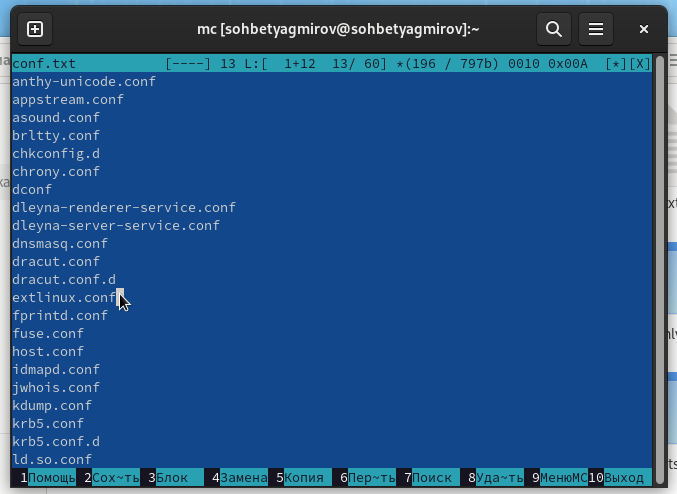 mc [sohbetyagmirov@sohbetyagmirov]:~
conf.txt [----] 13 L:[ 1+12 13/ 60] *(196 / 797b) 0010 0x00A [*][X]
anthy-unicode.conf
appstream.conf
asound.conf
brltty.conf
chkconfig.d
chrony.conf
dconf
dleyna-renderer-service.conf
dleyna-server-service.conf
dnsmasq.conf
dracut.conf
dracut.conf.d
extlinux.conf
fprintd.conf
fuse.conf
host.conf
idmapd.conf
jwhois.conf
kdump.conf
krb5.conf
krb5.conf.d
ld.so.conf
1Помощь 2Сох~ть 3Блок 4Замена 5Копия 6Пер~ть 7Поиск 8Уда~ть 9МенюMC 10Выход